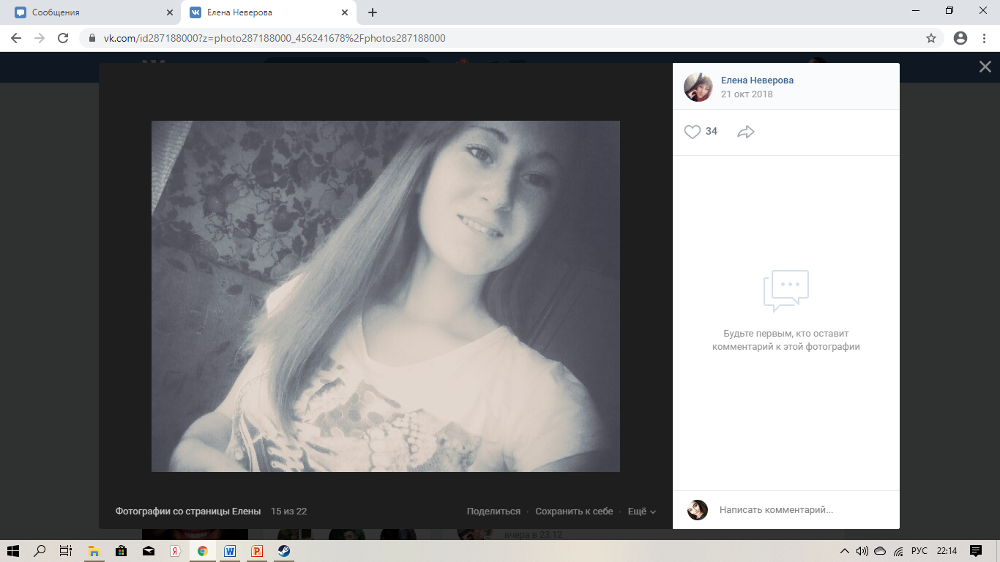 Сообщения
Елена Неверова
vk.com/id287188000?z=photo287188000_456241678%2Fphotos287188000
Елена Неверова
21 окт 2018
34
Будьте первым, кто оставит
комментарий к этой фотографии
Фотографии со страницы Елены 15 из 22
Поделиться · Сохранить к себе · Ещё
Написать комментарий...
вчера в 23:12
РУС 22:14